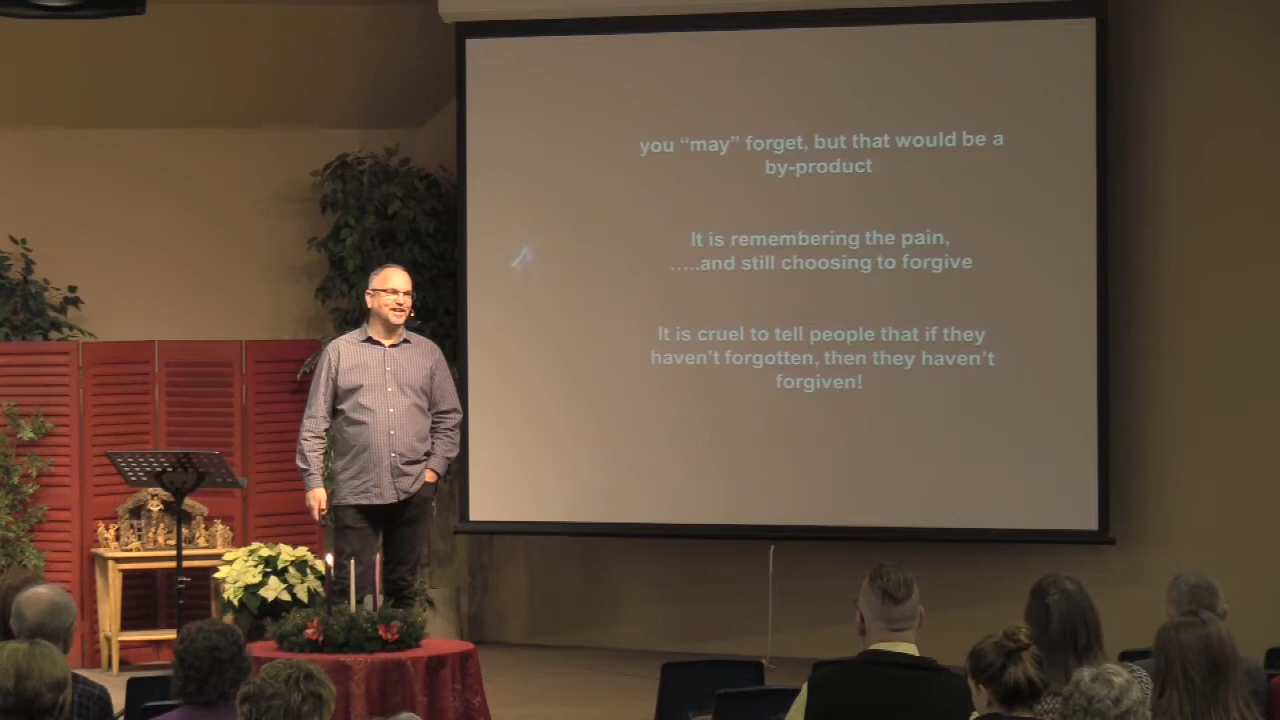 you “may” forget, but that would be a
by-product
It is remembering the pain,
.....and still choosing to forgive
It is cruel to tell people that if they
haven’t forgotten, then they haven’t
forgiven!